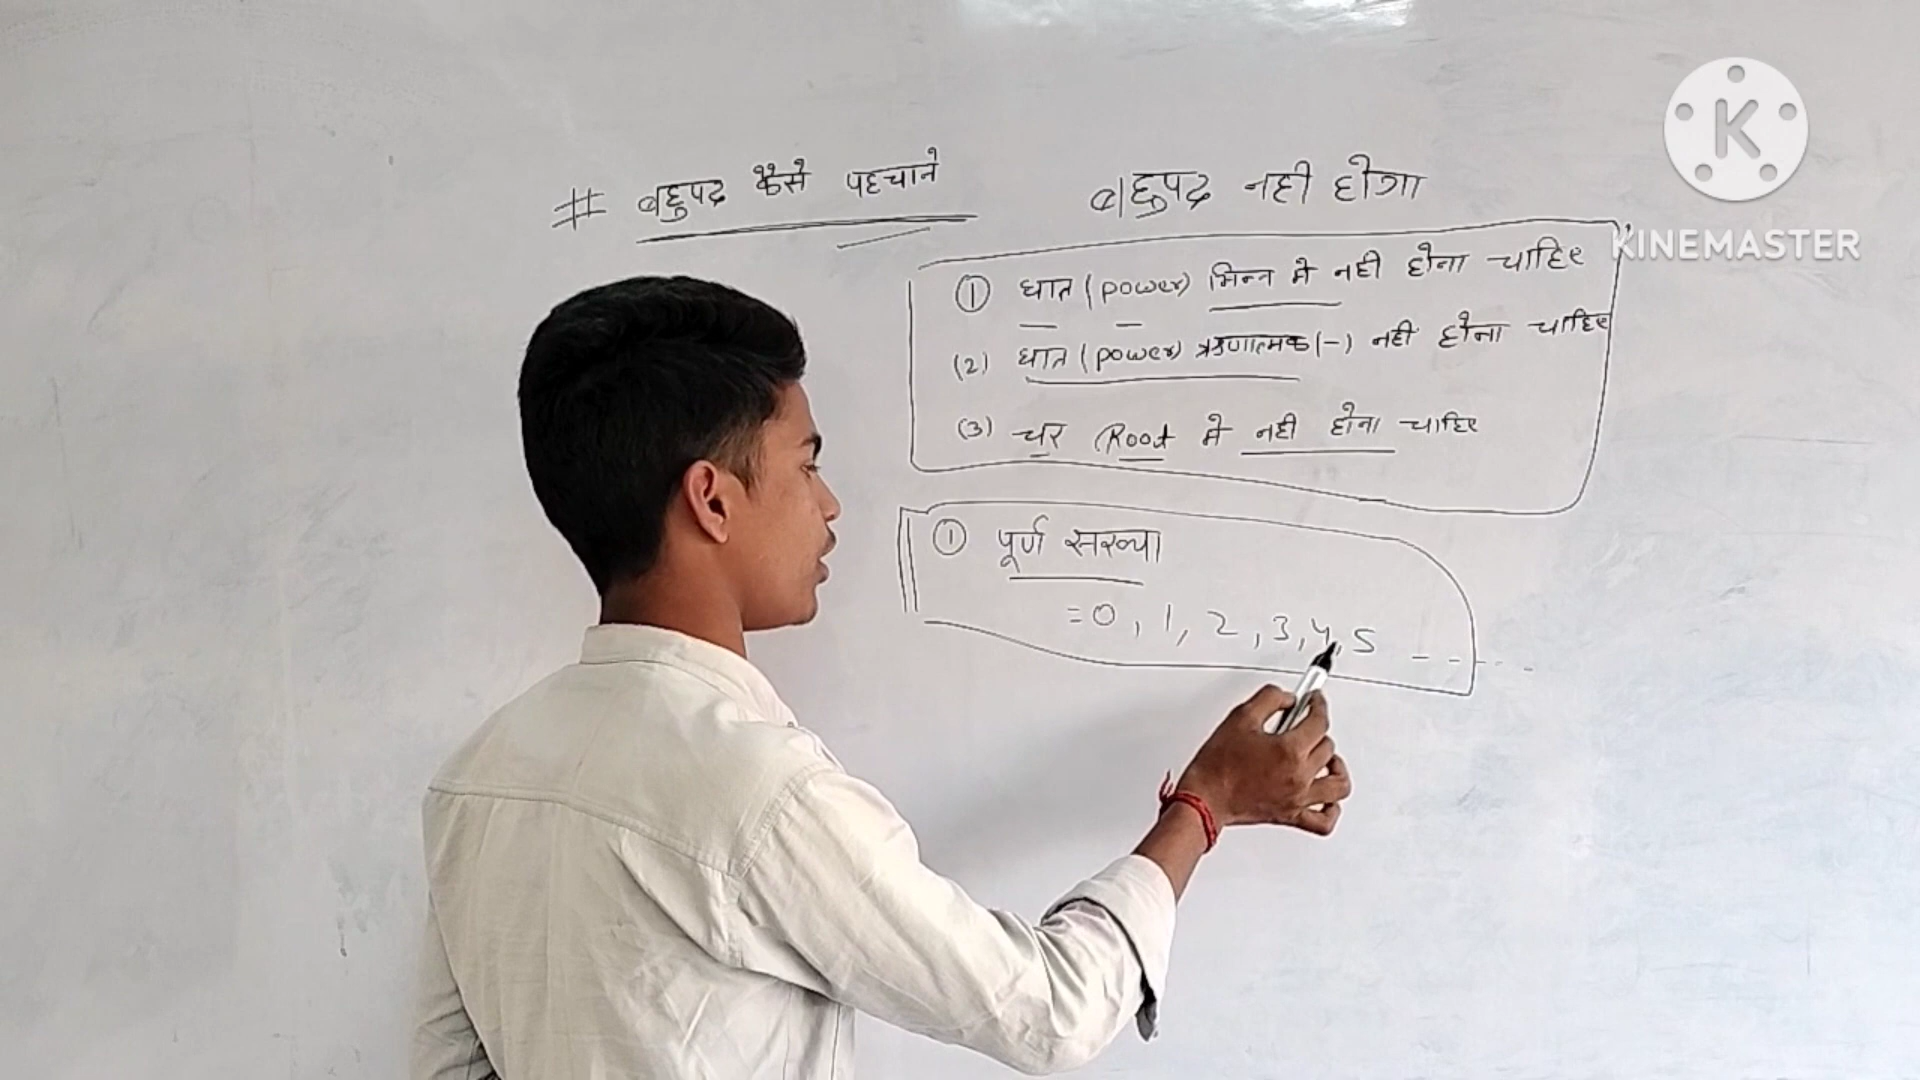 # बहुपद कैसे पहचाने
बहुपद नही होगा
① घात (power) भिन्न मे नही होना चाहिए
(2) घात (power) ऋणात्मक (-) नही होना चाहिए
(3) चर Root मे नही होना चाहिए
① पूर्ण सख्या
= 0, 1, 2, 3, 4, 5 - - - - -
K
KINEMASTER